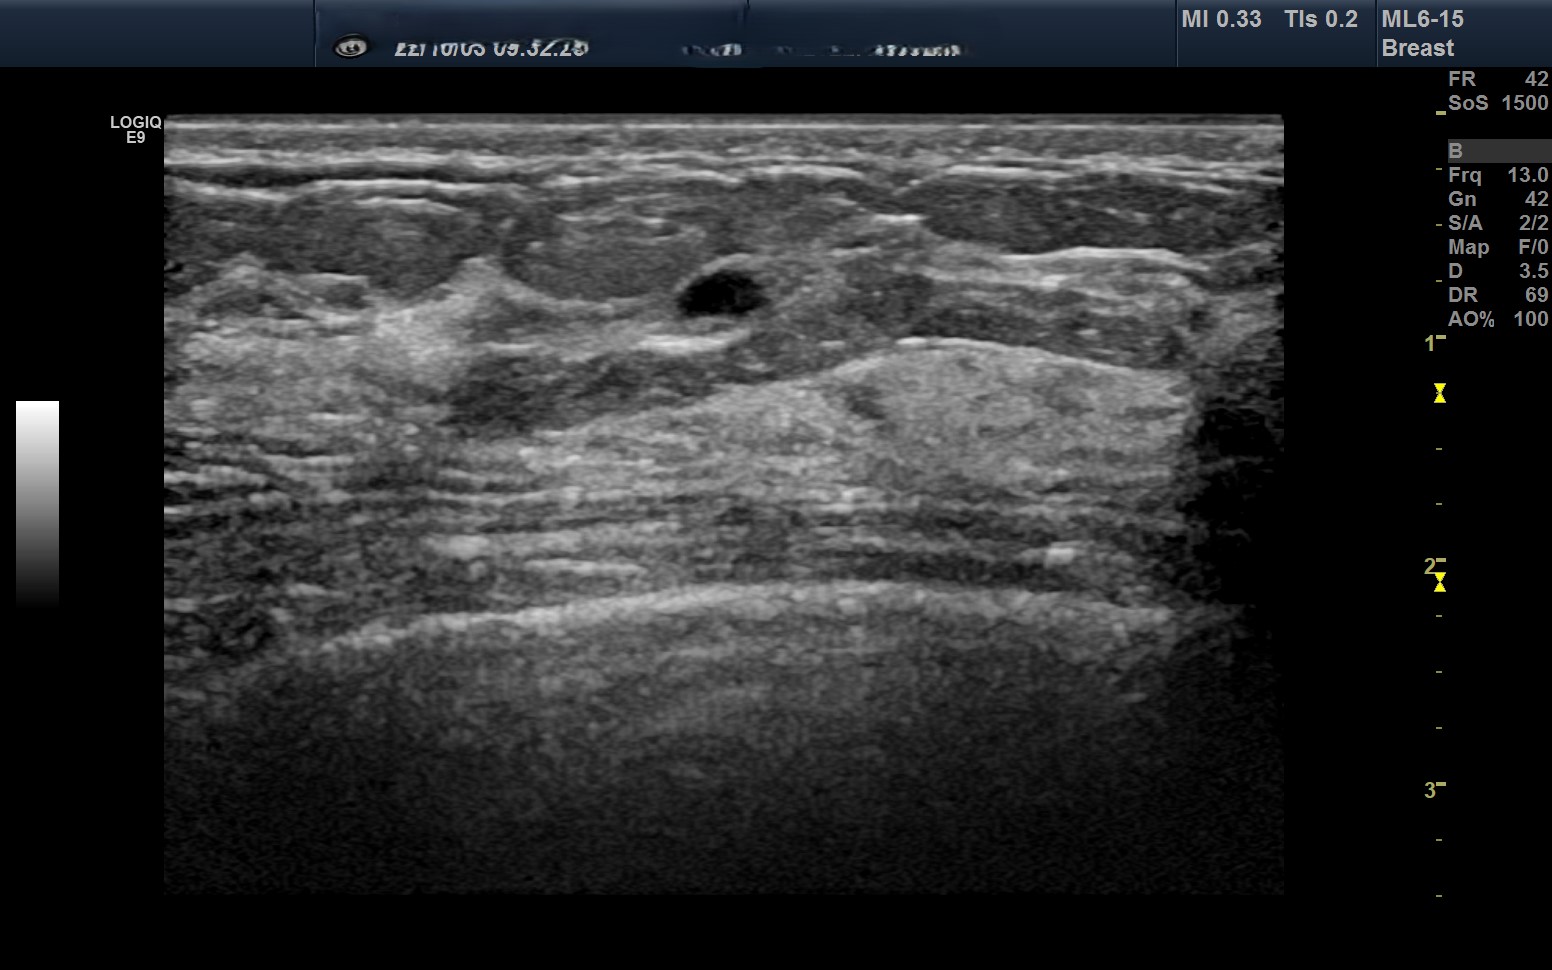 MI 0.33 TIs 0.2
ML6-15
Breast
LOGIQ
E9
FR 42
SoS 1500
B
Frq 13.0
Gn 42
S/A 2/2
Map F/0
D 3.5
DR 69
AO% 100
1
2
3